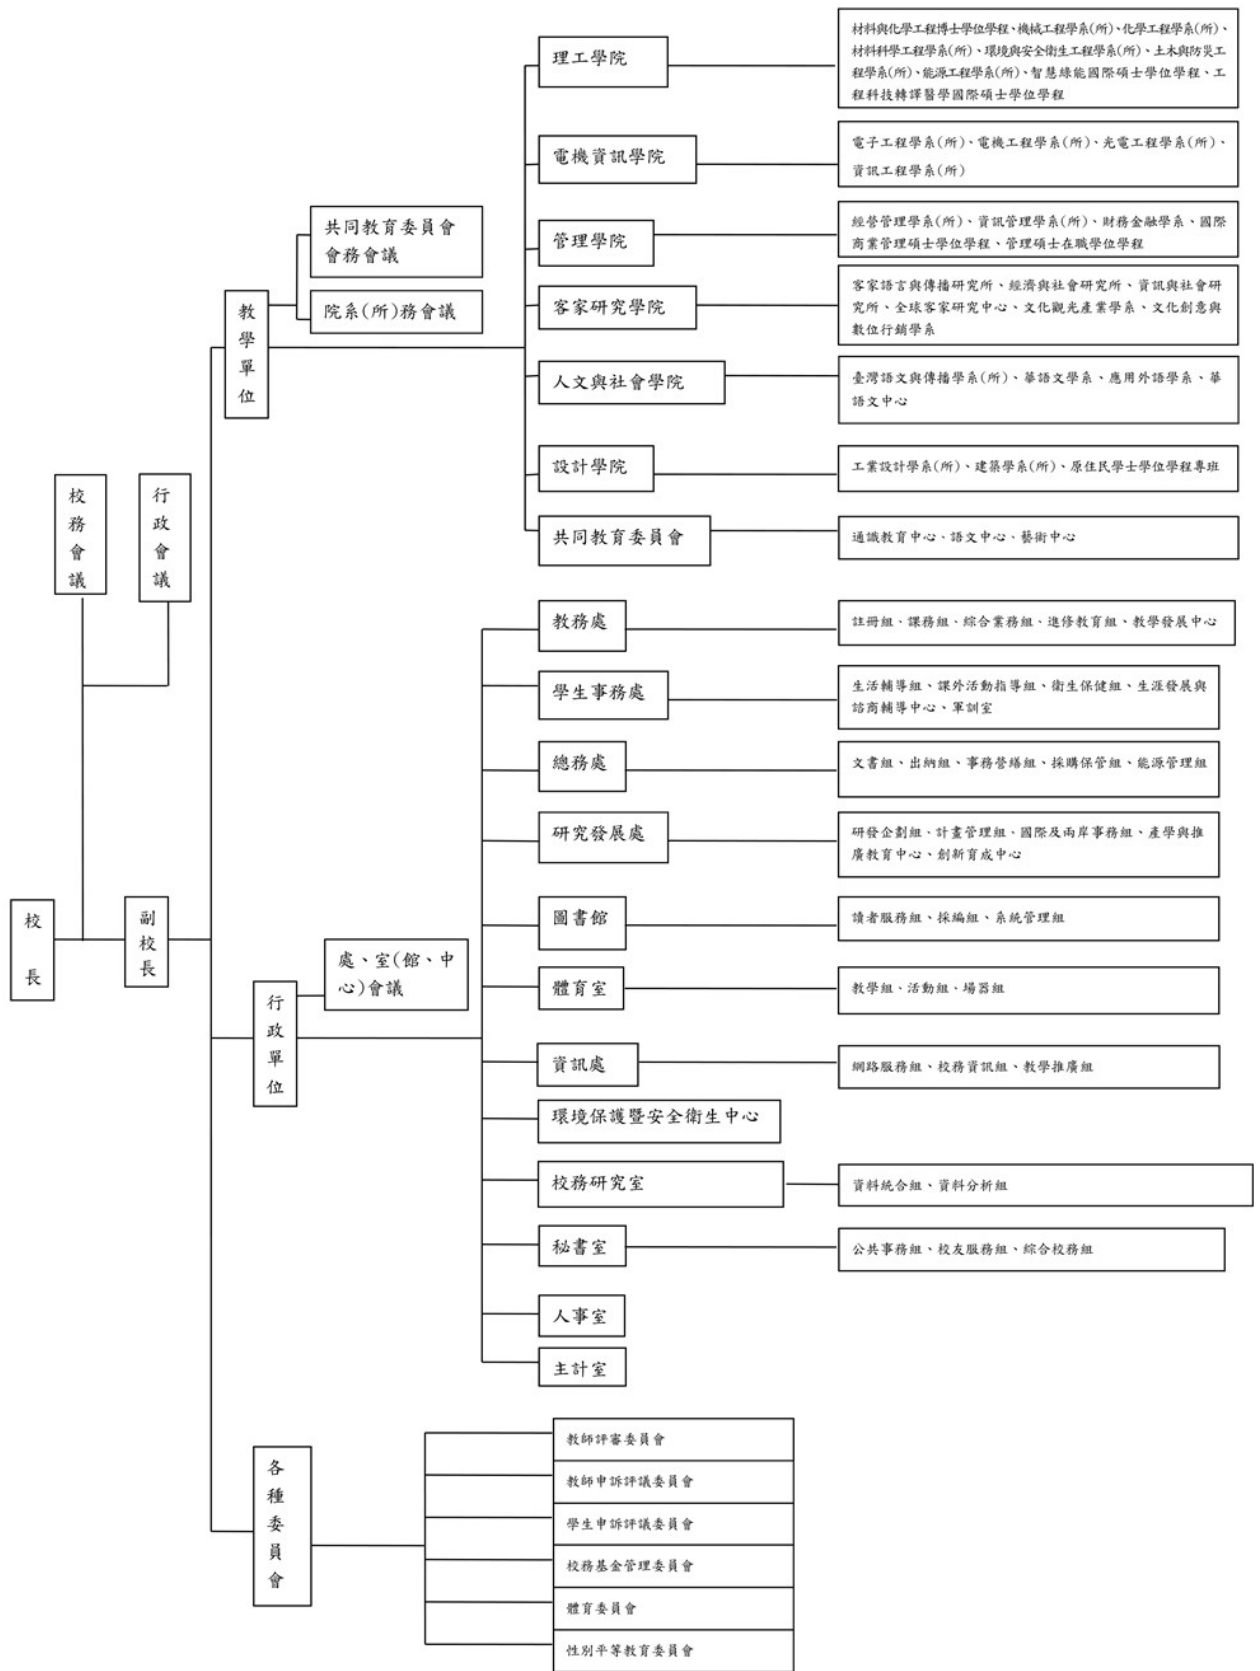 校長
副校長
校務會議
行政會議
教學單位
共同教育委員會
會務會議
院系(所)務會議
理工學院
材料與化學工程博士學位學程、機械工程學系(所)、化學工程學系(所)、
材料科學工程學系(所)、環境與安全衛生工程學系(所)、土木與防災工
程學系(所)、能源工程學系(所)、智慧綠能國際碩士學位學程、工
程科技轉譯醫學國際碩士學位學程
電機資訊學院
電子工程學系(所)、電機工程學系(所)、光電工程學系(所)、
資訊工程學系(所)
管理學院
經營管理學系(所)、資訊管理學系(所)、財務金融學系、國際
商業管理碩士學位學程、管理碩士在職學位學程
客家研究學院
客家語言與傳播研究所、經濟與社會研究所、資訊與社會研
究所、全球客家研究中心、文化觀光產業學系、文化創意與
數位行銷學系
人文與社會學院
臺灣語文與傳播學系(所)、華語文學系、應用外語學系、華
語文中心
設計學院
工業設計學系(所)、建築學系(所)、原住民學士學位學程專班
共同教育委員會
通識教育中心、語文中心、藝術中心
行政單位
處、室(館、中
心)會議
教務處
註冊組、課務組、綜合業務組、進修教育組、教學發展中心
學生事務處
生活輔導組、課外活動指導組、衛生保健組、生涯發展與
諮商輔導中心、軍訓室
總務處
文書組、出納組、事務營繕組、採購保管組、能源管理組
研究發展處
研發企劃組、計畫管理組、國際及兩岸事務組、產學與推
廣教育中心、創新育成中心
圖書館
讀者服務組、採編組、系統管理組
體育室
教學組、活動組、場器組
資訊處
網路服務組、校務資訊組、教學推廣組
環境保護暨安全衛生中心
校務研究室
資料統合組、資料分析組
秘書室
公共事務組、校友服務組、綜合校務組
人事室
主計室
各種委員會
教師評審委員會
教師申訴評議委員會
學生申訴評議委員會
校務基金管理委員會
體育委員會
性別平等教育委員會